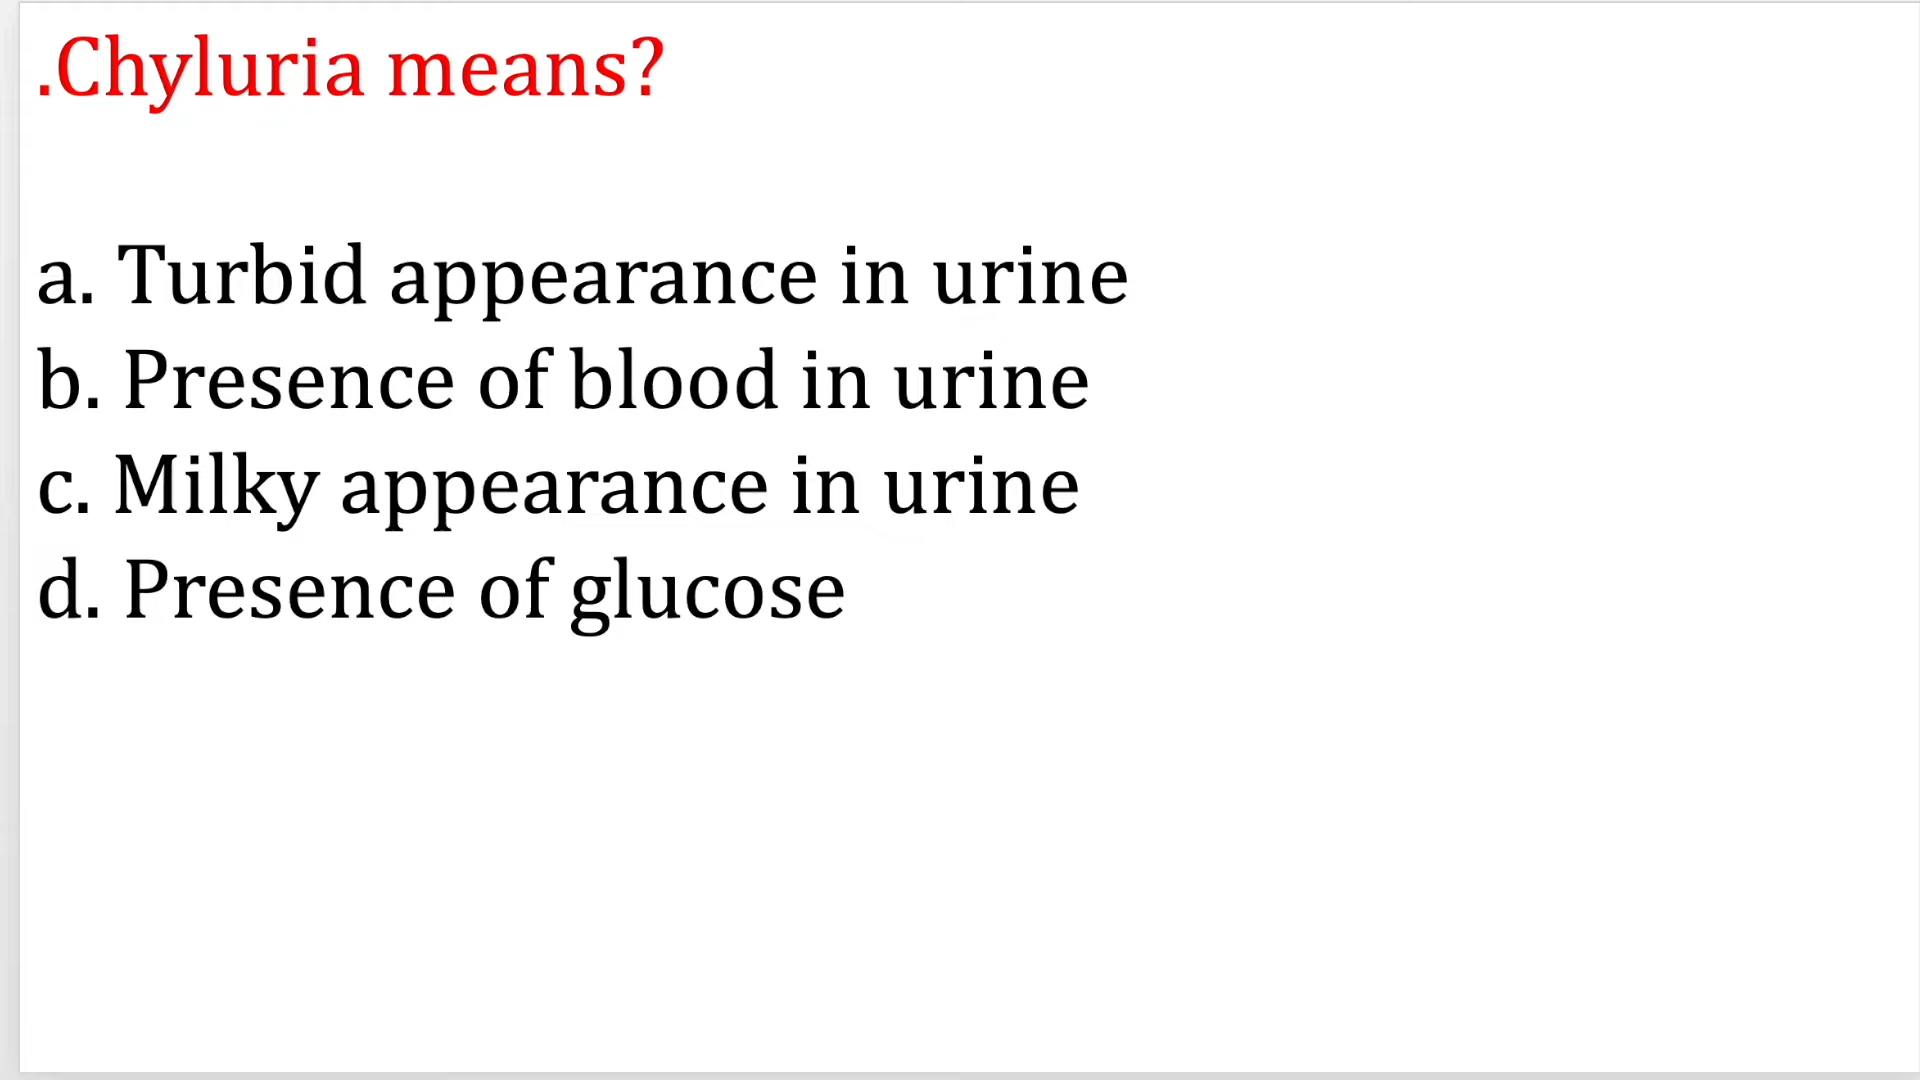 .Chyluria means?
a. Turbid appearance in urine
b. Presence of blood in urine
c. Milky appearance in urine
d. Presence of glucose